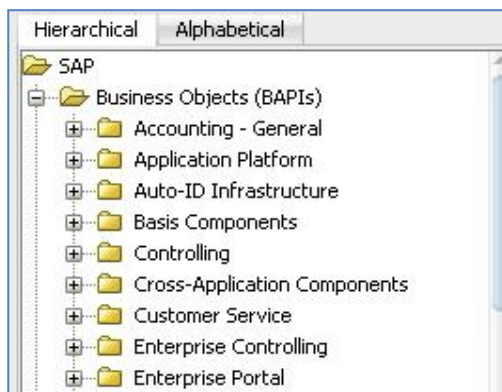 Hierarchical Alphabetical
SAP
Business Objects (BAPIs)
Accounting - General
Application Platform
Auto-ID Infrastructure
Basis Components
Controlling
Cross-Application Components
Customer Service
Enterprise Controlling
Enterprise Portal